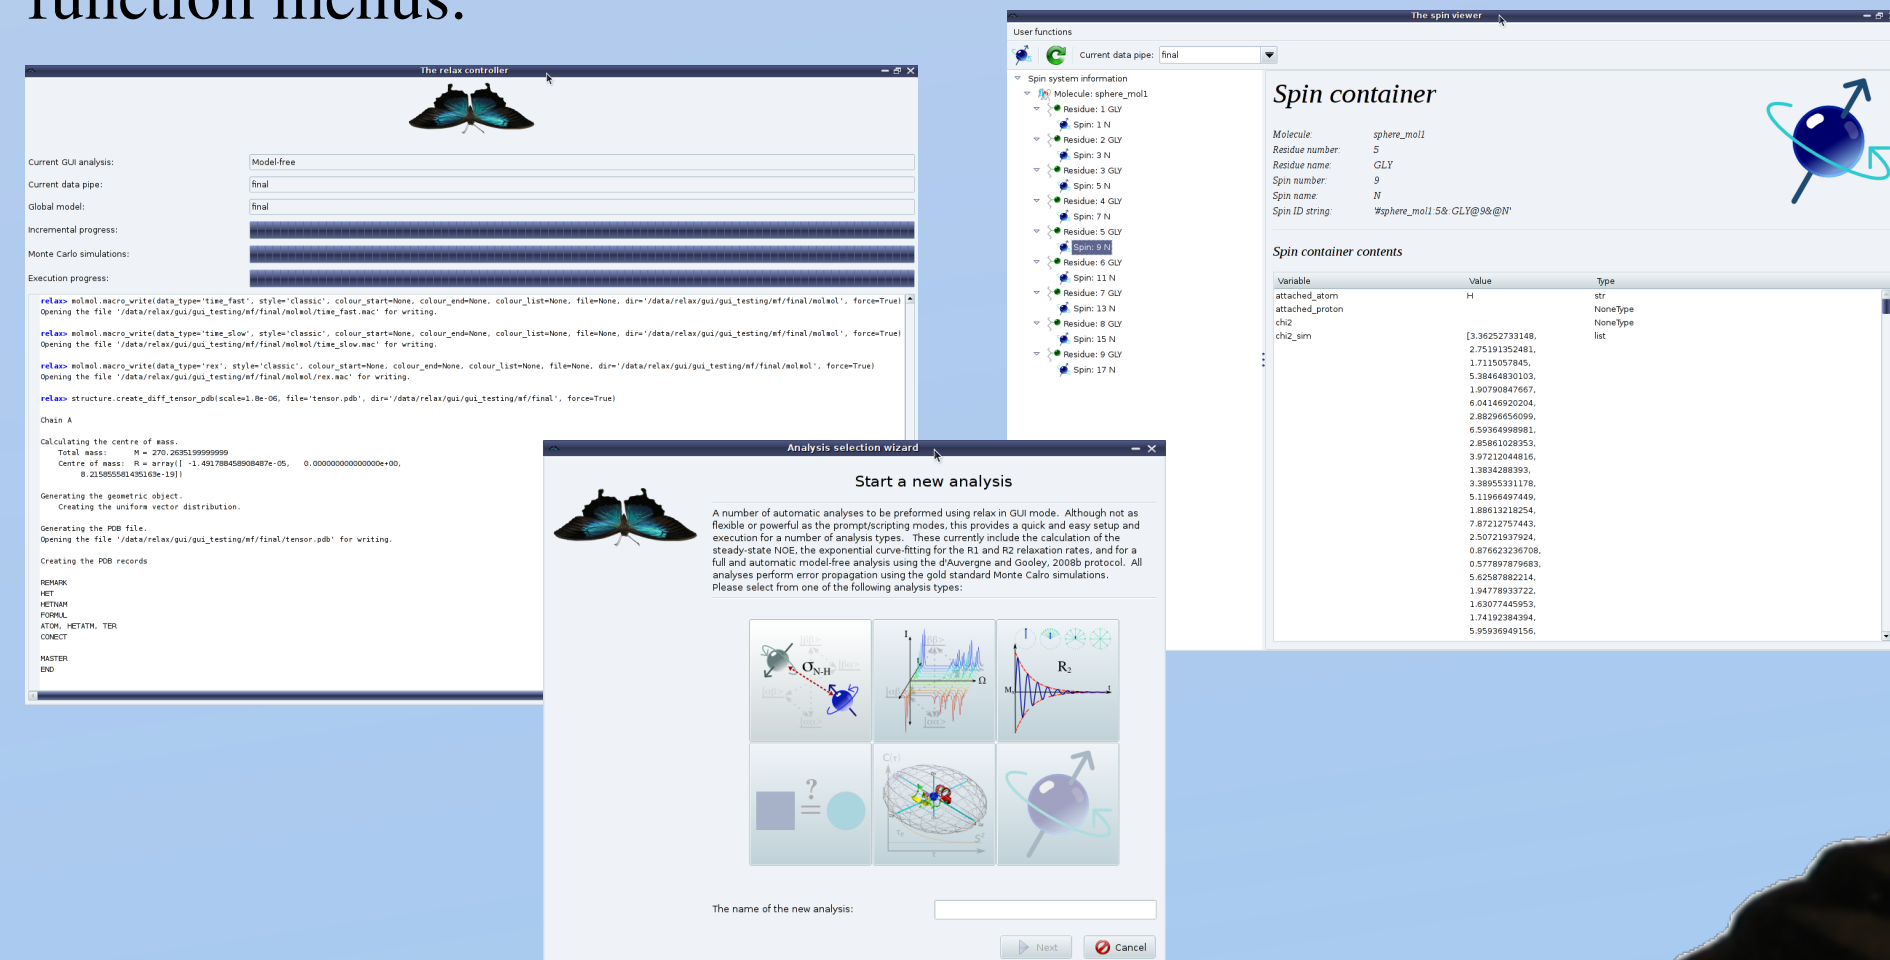 function menus.
The relax controller
Current GUI analysis: Model-free
Current data pipe: final
Global model: final
Incremental progress:
Monte Carlo simulations:
Execution progress:
relax> molmol.macro_write(data_type='time_fast', style='classic', colour_start=None, colour_end=None, colour_list=None, file=None, dir='/data/relax/gui/gui_testing/mf/final/molmol', force=True)
Opening the file '/data/relax/gui/gui_testing/mf/final/molmol/time_fast.mac' for writing.
relax> molmol.macro_write(data_type='time_slow', style='classic', colour_start=None, colour_end=None, colour_list=None, file=None, dir='/data/relax/gui/gui_testing/mf/final/molmol', force=True)
Opening the file '/data/relax/gui/gui_testing/mf/final/molmol/time_slow.mac' for writing.
relax> molmol.macro_write(data_type='rex', style='classic', colour_start=None, colour_end=None, colour_list=None, file=None, dir='/data/relax/gui/gui_testing/mf/final/molmol', force=True)
Opening the file '/data/relax/gui/gui_testing/mf/final/molmol/rex.mac' for writing.
relax> structure.create_diff_tensor_pdb(scale=1.8e-06, file='tensor.pdb', dir='/data/relax/gui/gui_testing/mf/final', force=True)
Chain A
Calculating the centre of mass.
Total mass: M = 270.2635199999999
Centre of mass: R = array([ -1.491788458908487e-05, 0.000000000000000e+00,
8.215855581435163e-19])
Generating the geometric object.
Creating the uniform vector distribution.
Generating the PDB file.
Opening the file '/data/relax/gui/gui_testing/mf/final/tensor.pdb' for writing.
Creating the PDB records
REMARK
HET
HETNAM
FORMUL
ATOM, HETATM, TER
CONECT
MASTER
END
The spin viewer
User functions
Current data pipe: final
Spin system information
Molecule: sphere_mol1
Residue: 1 GLY
Spin: 1 N
Residue: 2 GLY
Spin: 3 N
Residue: 3 GLY
Spin: 5 N
Residue: 4 GLY
Spin: 7 N
Residue: 5 GLY
Spin: 9 N
Residue: 6 GLY
Spin: 11 N
Residue: 7 GLY
Spin: 13 N
Residue: 8 GLY
Spin: 15 N
Residue: 9 GLY
Spin: 17 N
Spin container
Molecule: sphere_mol1
Residue number: 5
Residue name: GLY
Spin number: 9
Spin name: N
Spin ID string: '#sphere_mol1:5&:GLY@9&@N'
Spin container contents
Variable Value Type
attached_atom H str
attached_proton NoneType
chi2 NoneType
chi2_sim [3.36252733148, list
2.75191352481,
1.7115057845,
5.38464830103,
1.90790847667,
6.04146920204,
2.88296656099,
6.59364998981,
2.85861028353,
3.97212044816,
1.3834288393,
3.38955331178,
5.11966497449,
1.88613218254,
7.87212757443,
2.50721937924,
0.876623236708,
0.577897879683,
5.62587882214,
1.94778933722,
1.63077445953,
1.74192384394,
5.95936949156,
Analysis selection wizard
Start a new analysis
A number of automatic analyses to be preformed using relax in GUI mode. Although not as
flexible or powerful as the prompt/scripting modes, this provides a quick and easy setup and
execution for a number of analysis types. These currently include the calculation of the
steady-state NOE, the exponential curve-fitting for the R1 and R2 relaxation rates, and for a
full and automatic model-free analysis using the d'Auvergne and Gooley, 2008b protocol. All
analyses perform error propagation using the gold standard Monte Calro simulations.
Please select from one of the following analysis types:
σN-H
I
Ω
R2
?
=
C(τ)
S²
τ
The name of the new analysis:
Next
Cancel